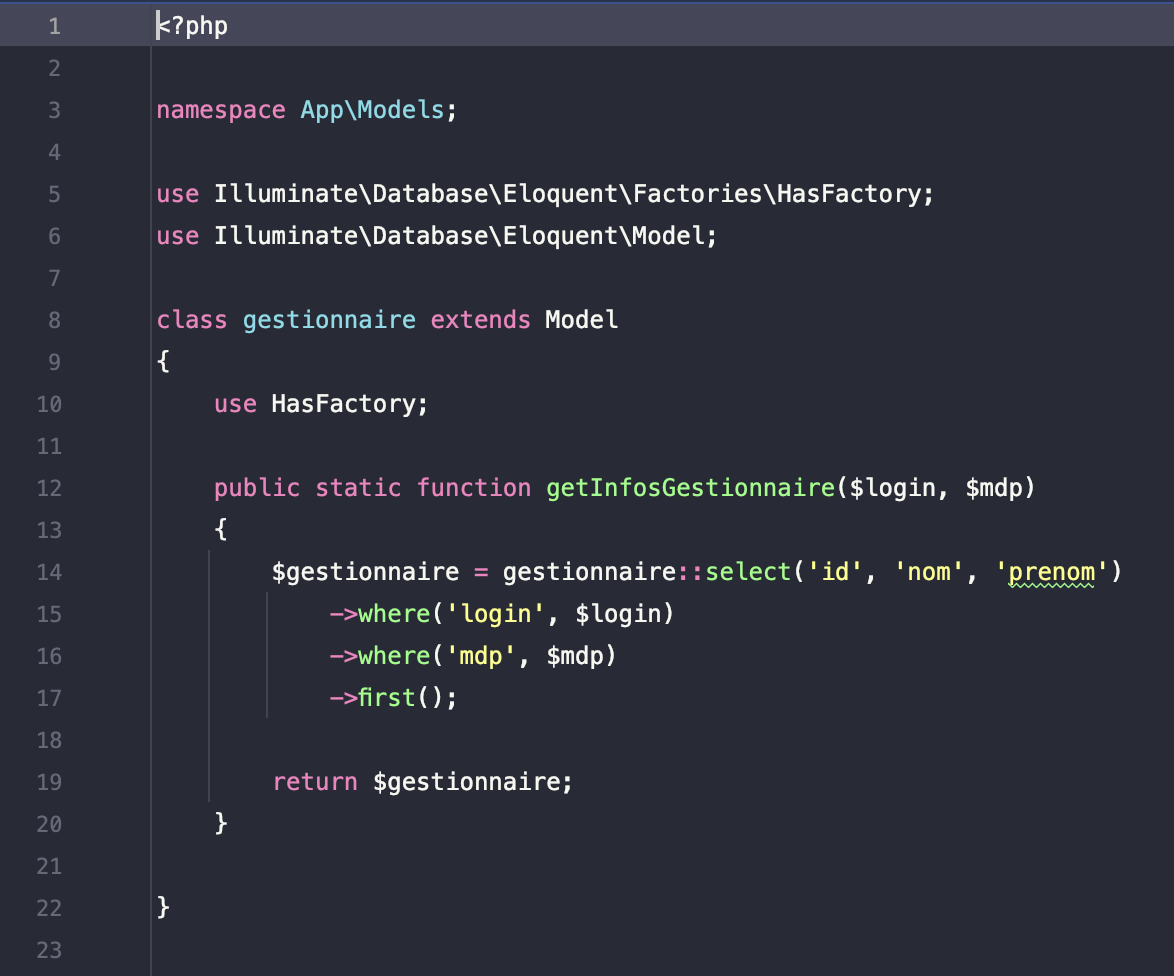 1 <?php
2
3 namespace App\Models;
4
5 use Illuminate\Database\Eloquent\Factories\HasFactory;
6 use Illuminate\Database\Eloquent\Model;
7
8 class gestionnaire extends Model
9 {
10     use HasFactory;
11
12     public static function getInfosGestionnaire($login, $mdp)
13     {
14         $gestionnaire = gestionnaire::select('id', 'nom', 'prenom')
15             ->where('login', $login)
16             ->where('mdp', $mdp)
17             ->first();
18
19         return $gestionnaire;
20     }
21
22 }
23